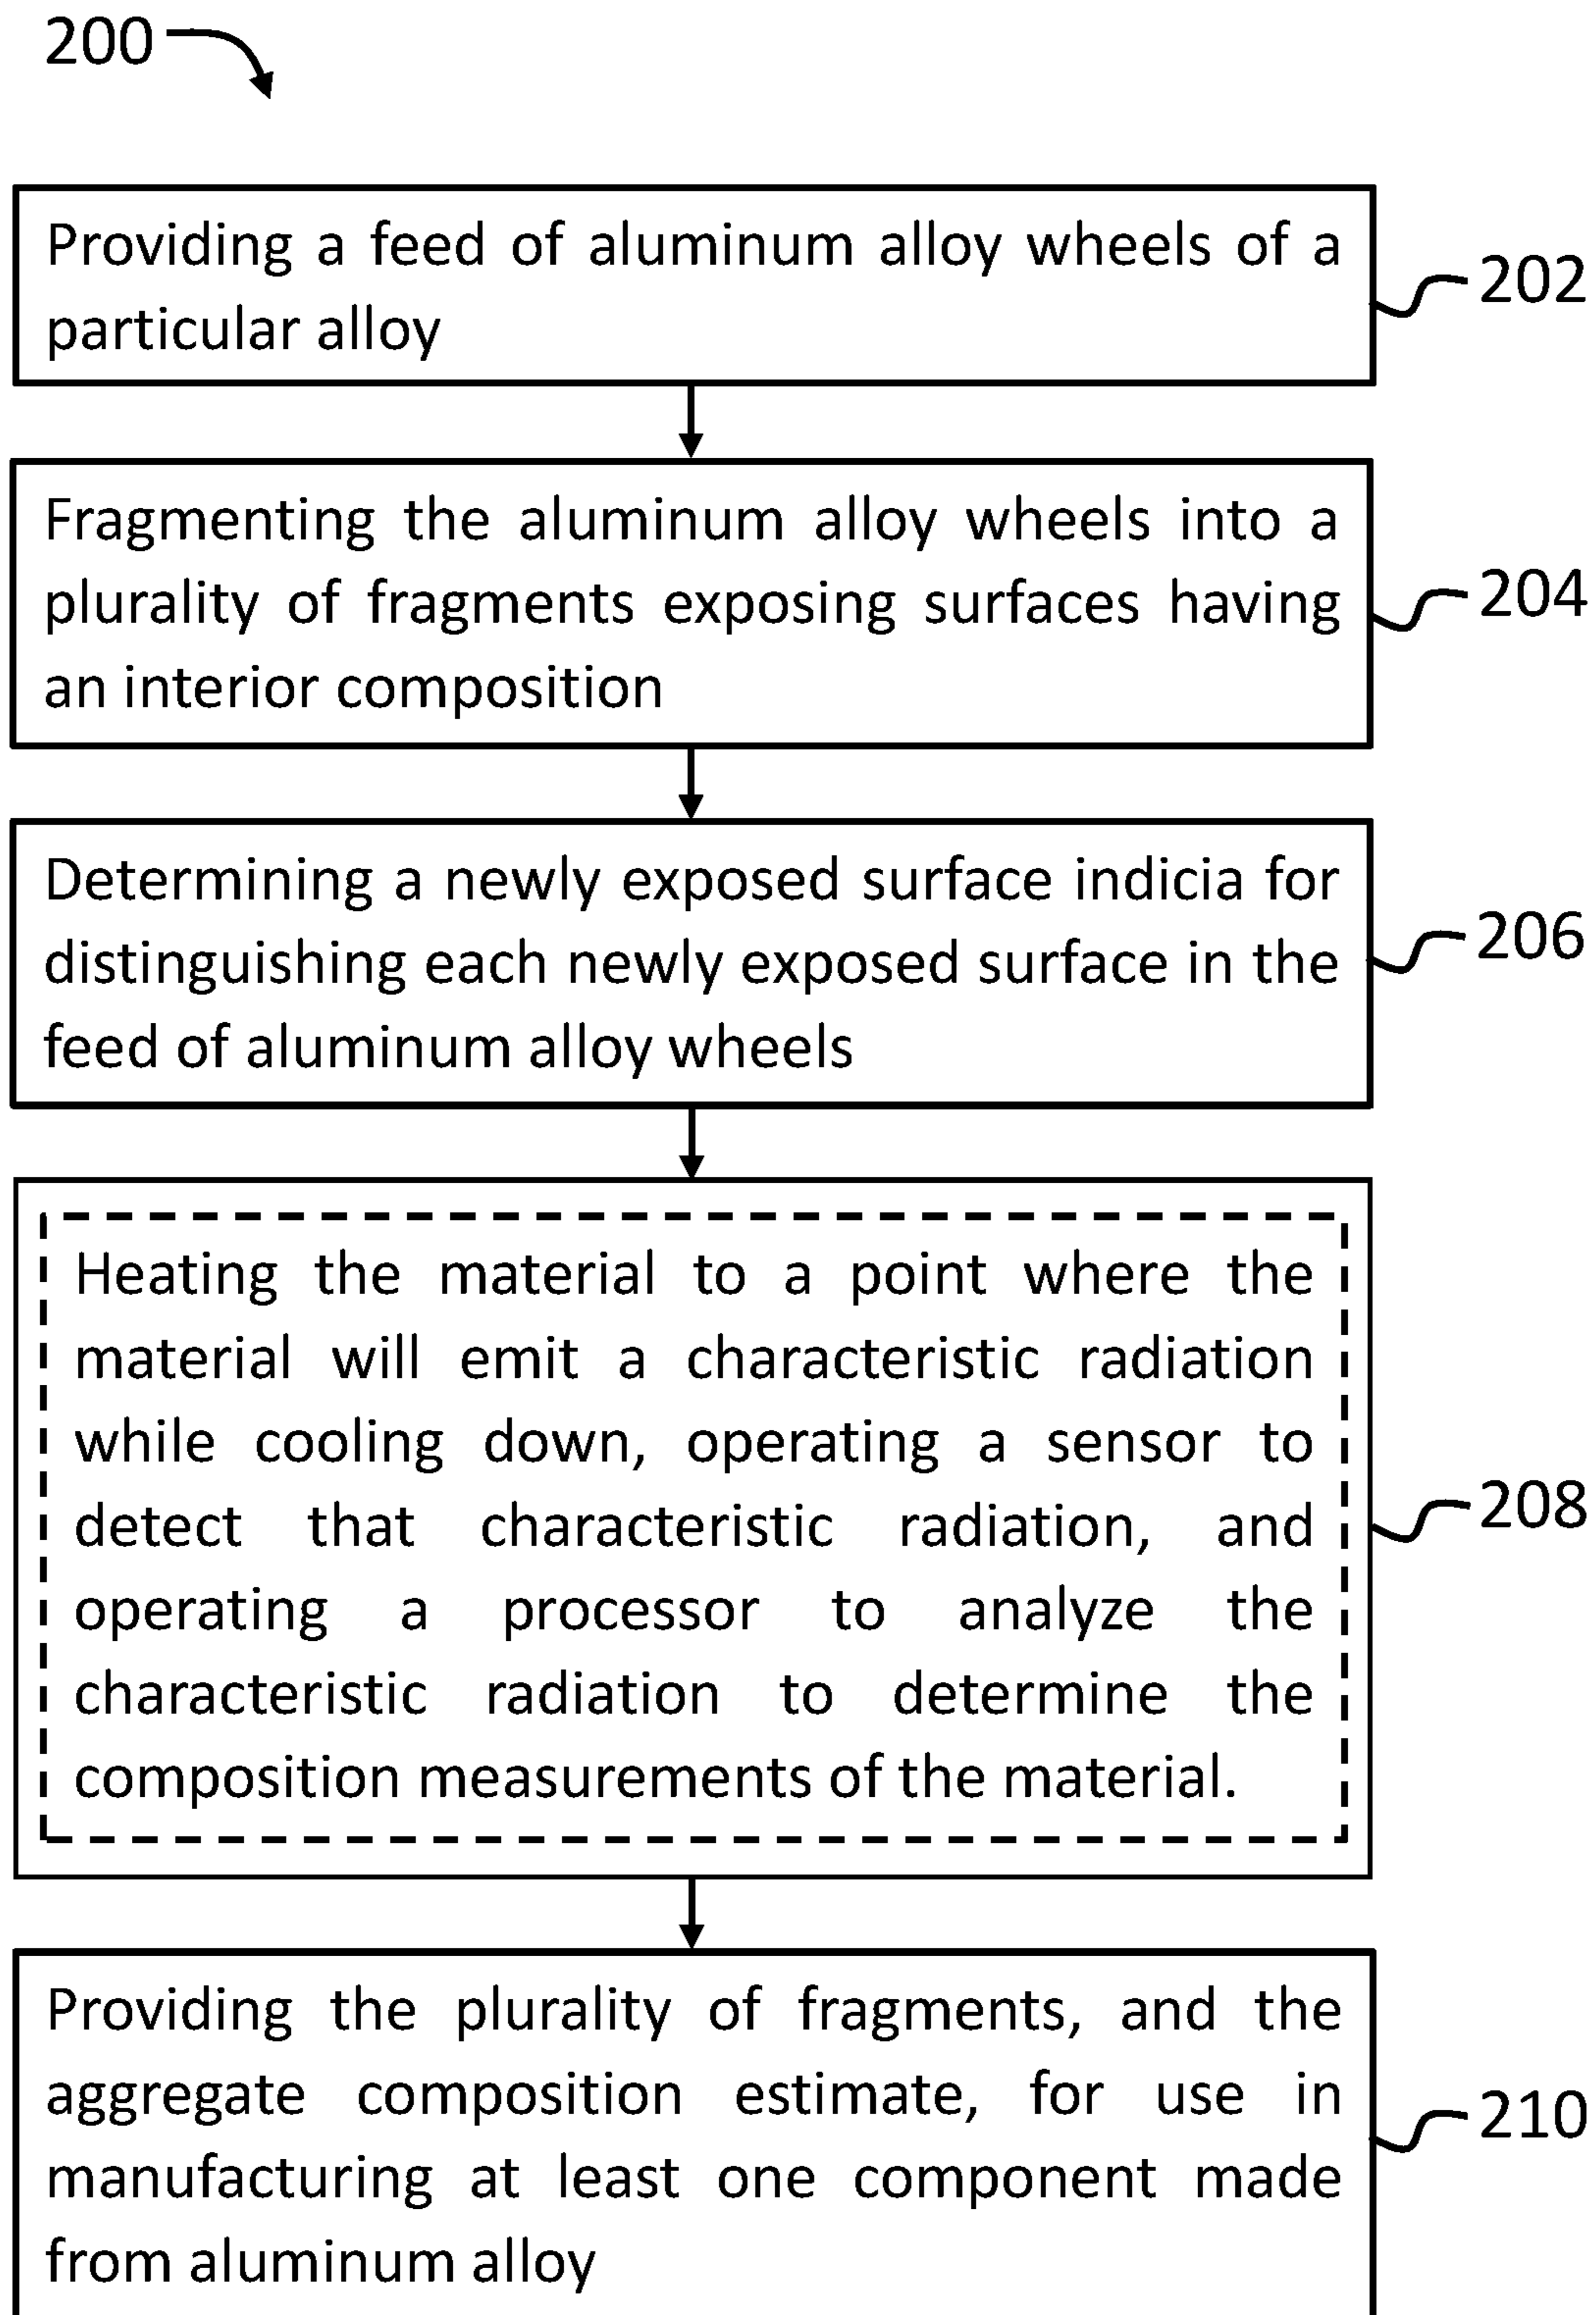 200
Providing a feed of aluminum alloy wheels of a
particular alloy
202
Fragmenting the aluminum alloy wheels into a
plurality of fragments exposing surfaces having
an interior composition
204
Determining a newly exposed surface indicia for
distinguishing each newly exposed surface in the
feed of aluminum alloy wheels
206
Heating the material to a point where the
material will emit a characteristic radiation
while cooling down, operating a sensor to
detect that characteristic radiation, and
operating a processor to analyze the
characteristic radiation to determine the
composition measurements of the material.
208
Providing the plurality of fragments, and the
aggregate composition estimate, for use in
manufacturing at least one component made
from aluminum alloy
210